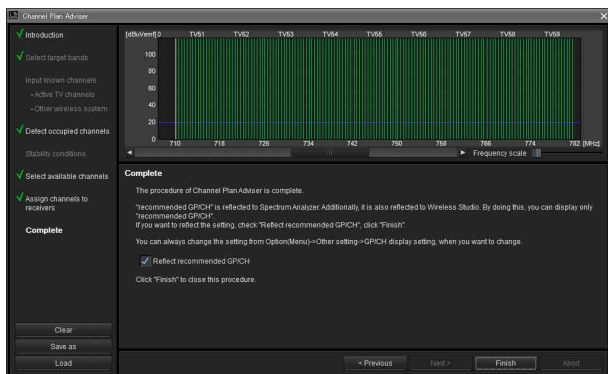 Channel Plan Adviser
Introduction
Select target bands
Input known channels
- Active TV channels
- Other wireless system
Detect occupied channels
Stability conditions
Select available channels
Assign channels to
receivers
Complete
Clear
Save as
Load
[dBuVemf] TV51 TV52 TV53 TV54 TV55 TV56 TV57 TV58 TV59
100
80
60
40
20
0
710 718 726 734 742 750 758 766 774 782 [MHz]
Frequency scale
Complete
The procedure of Channel Plan Adviser is complete.
"recommended GP/CH" is reflected to Spectrum Analyzer. Additionally, it is also reflected to Wireless Studio. By doing this, you can display only
"recommended GP/CH".
If you want to reflect the setting, check "Reflect recommended GP/CH", click "Finish".
You can always change the setting from Option(Menu)->Other setting->GP/CH display setting, when you want to change.
Reflect recommended GP/CH
Click "Finish" to close this procedure.
< Previous
Next >
Finish
Abort